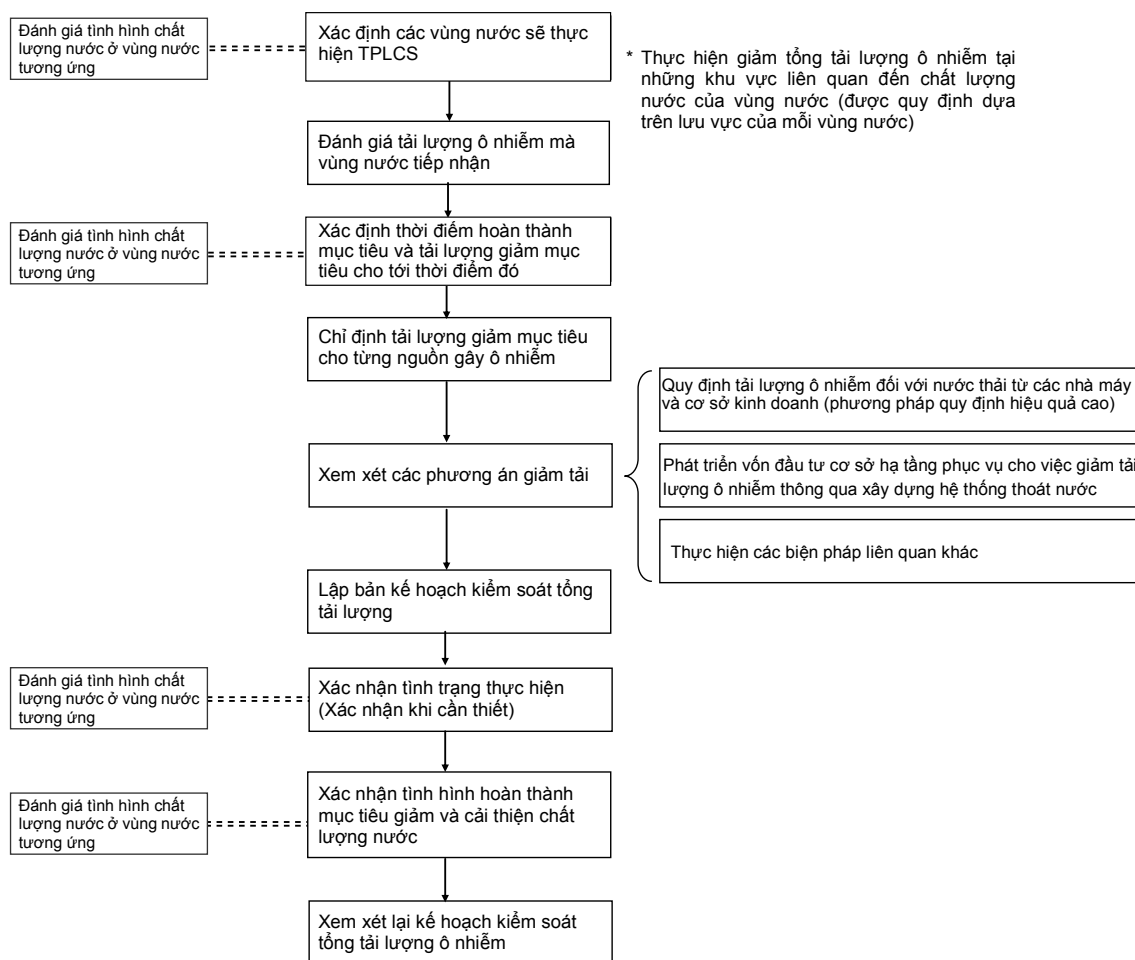 Đánh giá tình hình chất
lượng nước ở vùng nước
tương ứng
Xác định các vùng nước sẽ thực
hiện TPLCS
* Thực hiện giảm tổng tải lượng ô nhiễm tại
những khu vực liên quan đến chất lượng
nước của vùng nước (được quy định dựa
trên lưu vực của mỗi vùng nước)
Đánh giá tải lượng ô nhiễm mà
vùng nước tiếp nhận
Đánh giá tình hình chất
lượng nước ở vùng nước
tương ứng
Xác định thời điểm hoàn thành
mục tiêu và tải lượng giảm mục
tiêu cho tới thời điểm đó
Chỉ định tải lượng giảm mục tiêu
cho từng nguồn gây ô nhiễm
Xem xét các phương án giảm tải
Quy định tải lượng ô nhiễm đối với nước thải từ các nhà máy
và cơ sở kinh doanh (phương pháp quy định hiệu quả cao)
Phát triển vốn đầu tư cơ sở hạ tầng phục vụ cho việc giảm tải
lượng ô nhiễm thông qua xây dựng hệ thống thoát nước
Thực hiện các biện pháp liên quan khác
Lập bản kế hoạch kiểm soát tổng
tải lượng
Đánh giá tình hình chất
lượng nước ở vùng nước
tương ứng
Xác nhận tình trạng thực hiện
(Xác nhận khi cần thiết)
Đánh giá tình hình chất
lượng nước ở vùng nước
tương ứng
Xác nhận tình hình hoàn thành
mục tiêu giảm và cải thiện chất
lượng nước
Xem xét lại kế hoạch kiểm soát
tổng tải lượng ô nhiễm